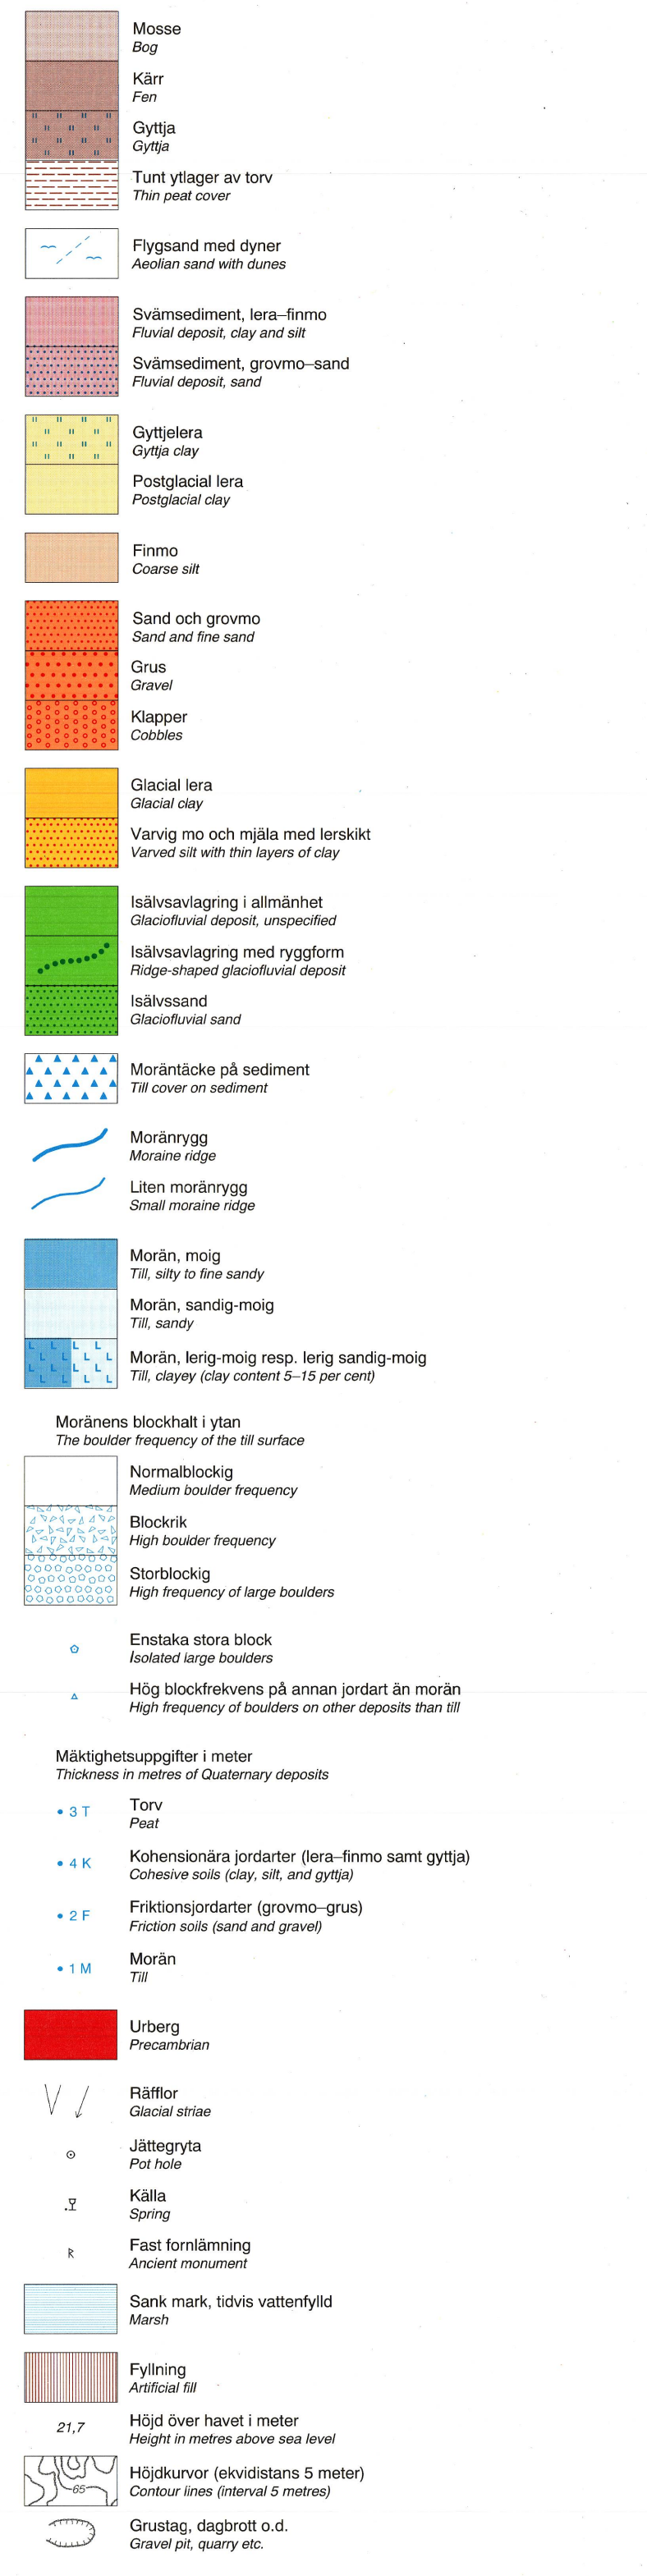 Mosse
Bog
Kärr
Fen
Gyttja
Gyttja
Tunt ytlager av torv
Thin peat cover
Flygsand med dyner
Aeolian sand with dunes
Svämsediment, lera–finmo
Fluvial deposit, clay and silt
Svämsediment, grovmo–sand
Fluvial deposit, sand
Gyttjelera
Gyttja clay
Postglacial lera
Postglacial clay
Finmo
Coarse silt
Sand och grovmo
Sand and fine sand
Grus
Gravel
Klapper
Cobbles
Glacial lera
Glacial clay
Varvig mo och mjäla med lerskikt
Varved silt with thin layers of clay
Isälvsavlagring i allmänhet
Glaciofluvial deposit, unspecified
Isälvsavlagring med ryggform
Ridge-shaped glaciofluvial deposit
Isälvssand
Glaciofluvial sand
Moräntäcke på sediment
Till cover on sediment
Moränrygg
Moraine ridge
Liten moränrygg
Small moraine ridge
Morän, moig
Till, silty to fine sandy
Morän, sandig-moig
Till, sandy
Morän, lerig-moig resp. lerig sandig-moig
Till, clayey (clay content 5–15 per cent)
Moränens blockhalt i ytan
The boulder frequency of the till surface
Normalblockig
Medium boulder frequency
Blockrik
High boulder frequency
Storblockig
High frequency of large boulders
Enstaka stora block
Isolated large boulders
Hög blockfrekvens på annan jordart än morän
High frequency of boulders on other deposits than till
Mäktighetsuppgifter i meter
Thickness in metres of Quaternary deposits
• 3 T Torv
Peat
• 4 K Kohensionära jordarter (lera–finmo samt gyttja)
Cohesive soils (clay, silt, and gyttja)
• 2 F Friktionsjordarter (grovmo–grus)
Friction soils (sand and gravel)
• 1 M Morän
Till
Urberg
Precambrian
Räfflor
Glacial striae
Jättegryta
Pot hole
Källa
Spring
Fast fornlämning
Ancient monument
Sank mark, tidvis vattenfylld
Marsh
Fyllning
Artificial fill
21,7 Höjd över havet i meter
Height in metres above sea level
65 Höjdkurvor (ekvidistans 5 meter)
Contour lines (interval 5 metres)
Grustag, dagbrott o.d.
Gravel pit, quarry etc.